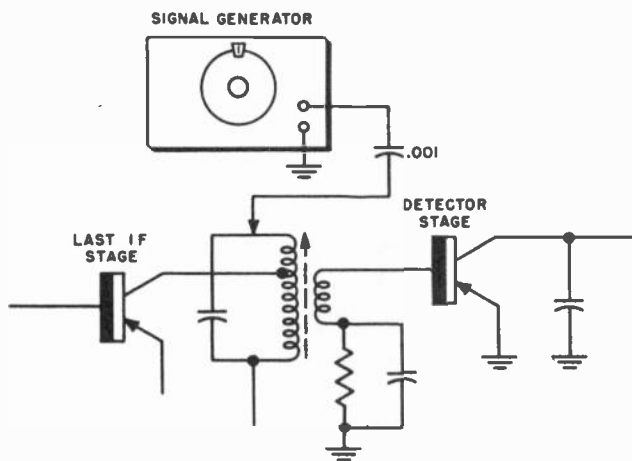 SIGNAL GENERATOR
.001
DETECTOR
STAGE
LAST IF
STAGE